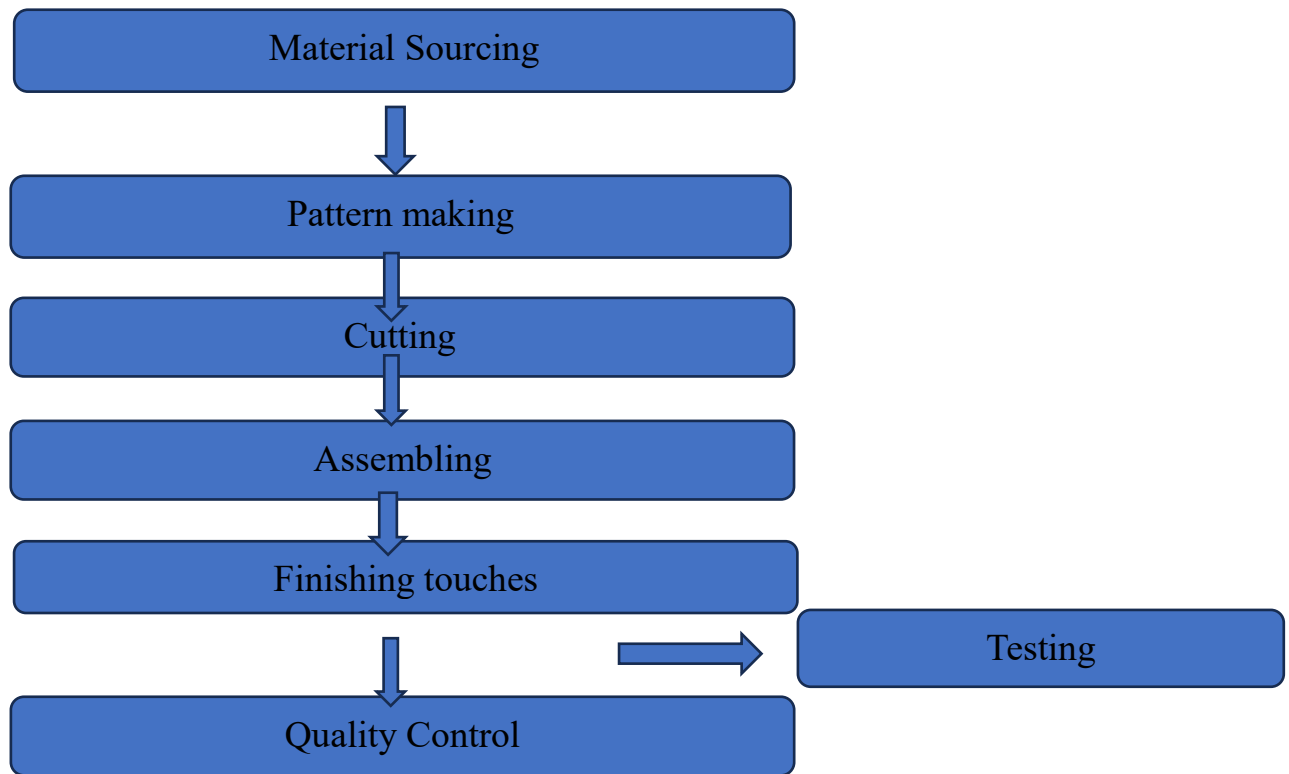 Material Sourcing
Pattern making
Cutting
Assembling
Finishing touches
Testing
Quality Control